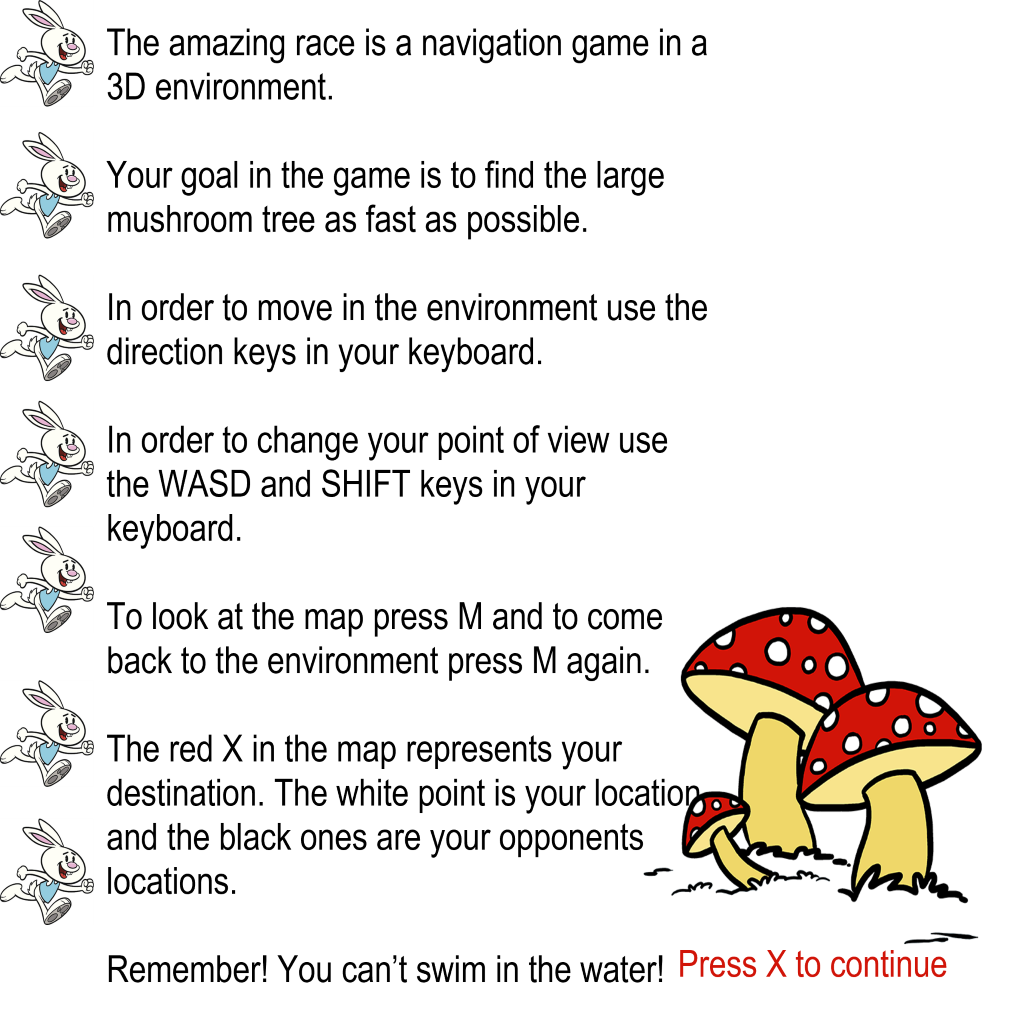 The amazing race is a navigation game in a
3D environment.
Your goal in the game is to find the large
mushroom tree as fast as possible.
In order to move in the environment use the
direction keys in your keyboard.
In order to change your point of view use
the WASD and SHIFT keys in your
keyboard.
To look at the map press M and to come
back to the environment press M again.
The red X in the map represents your
destination. The white point is your location
and the black ones are your opponents
locations.
Remember! You can’t swim in the water!
Press X to continue